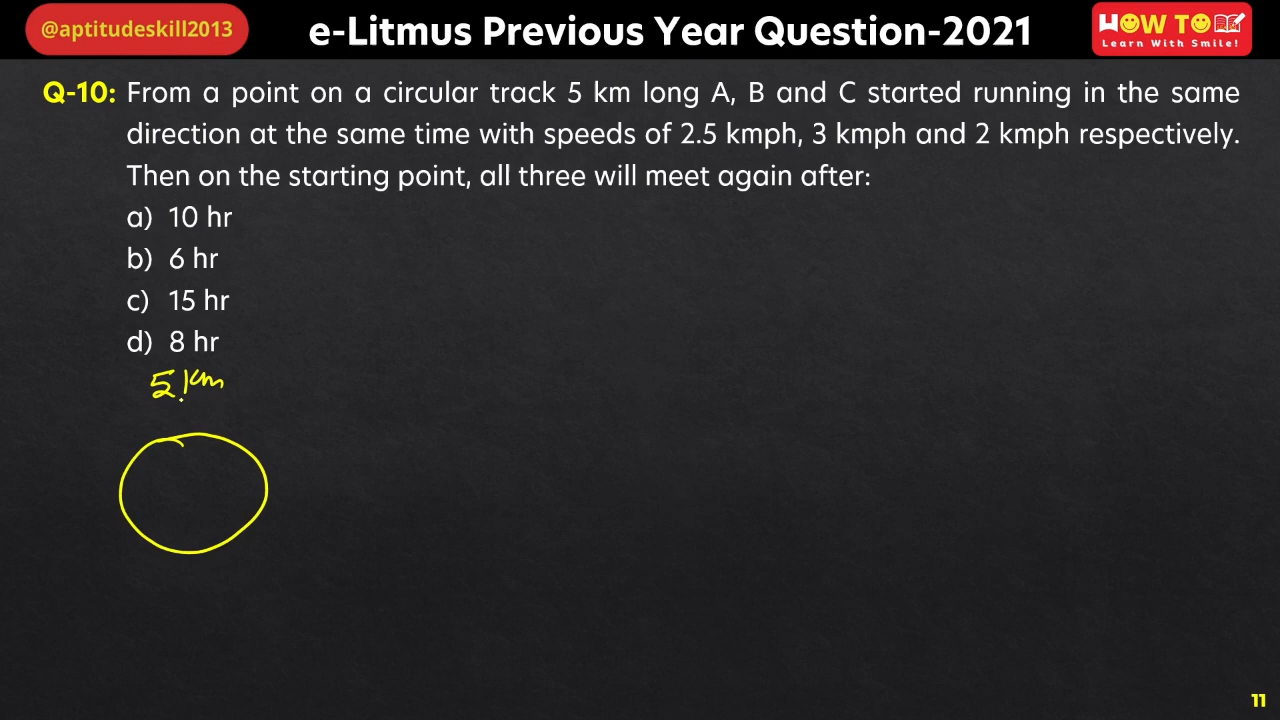 @aptitudeskill2013
e-Litmus Previous Year Question-2021
HOW TO
Learn With Smile!
Q-10: From a point on a circular track 5 km long A, B and C started running in the same
direction at the same time with speeds of 2.5 kmph, 3 kmph and 2 kmph respectively.
Then on the starting point, all three will meet again after:
a) 10 hr
b) 6 hr
c) 15 hr
d) 8 hr
5 km
11